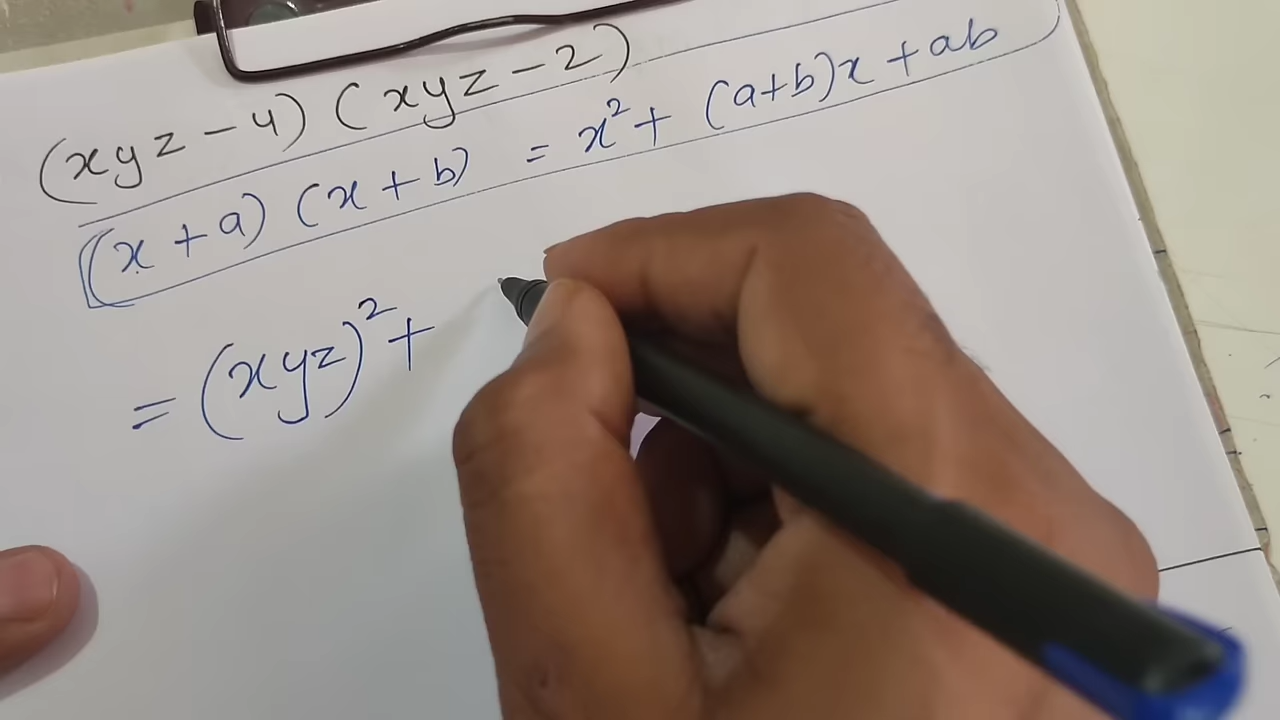 (xyz - 4) (xyz - 2)
(x + a) (x + b) = x² + (a+b)x + ab
= (xyz)² +